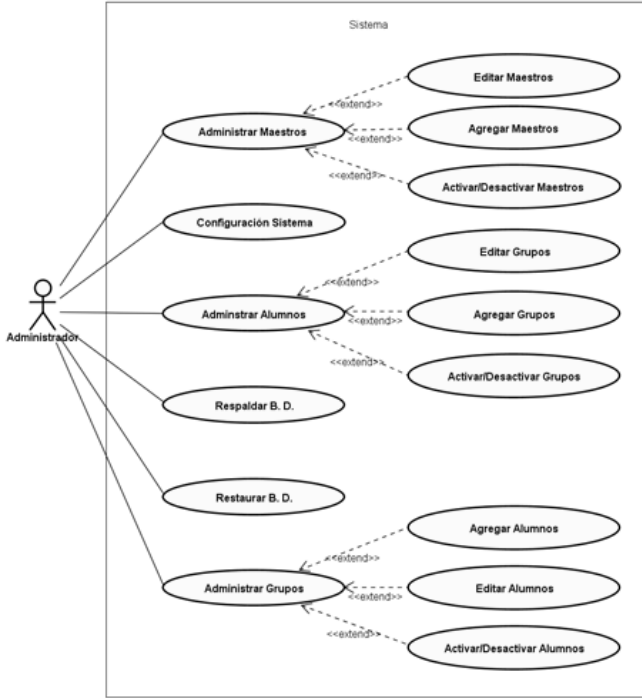 Sistema
Editar Maestros
<<extend>>
Administrar Maestros
<<extend>>
Agregar Maestros
<<extend>>
Activar/Desactivar Maestros
Configuración Sistema
Editar Grupos
<<extend>>
Adminstrar Alumnos
<<extend>>
Agregar Grupos
Administrador
<<extend>>
Activar/Desactivar Grupos
Respaldar B. D.
Restaurar B. D.
Agregar Alumnos
<<extend>>
Administrar Grupos
<<extend>>
Editar Alumnos
<<extend>>
Activar/Desactivar Alumnos